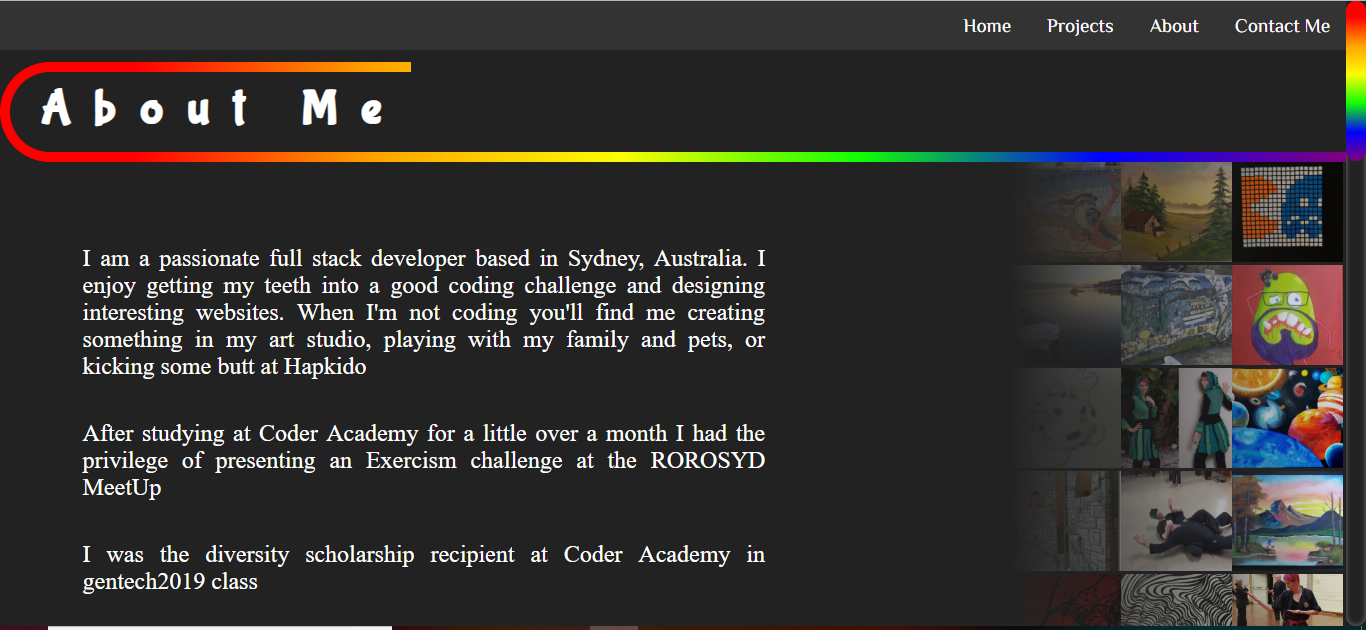 Home Projects About Contact Me
About Me
I am a passionate full stack developer based in Sydney, Australia. I
enjoy getting my teeth into a good coding challenge and designing
interesting websites. When I'm not coding you'll find me creating
something in my art studio, playing with my family and pets, or
kicking some butt at Hapkido
After studying at Coder Academy for a little over a month I had the
privilege of presenting an Exercism challenge at the ROROSYD
MeetUp
I was the diversity scholarship recipient at Coder Academy in
gentech2019 class